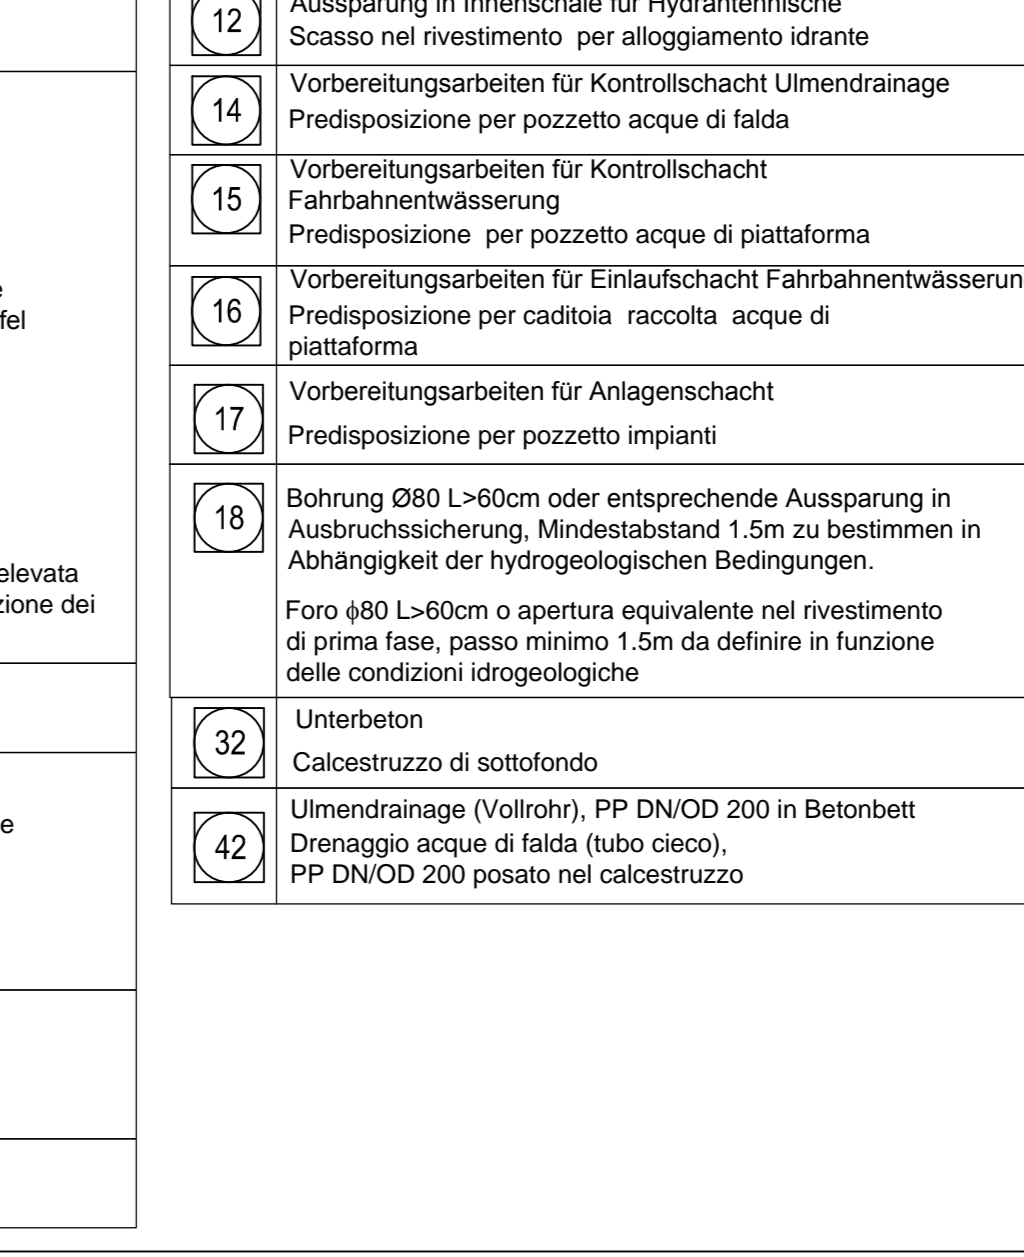 fel
elevata
zione dei
e
12
Aussparung in Innenschale für Hydrantennische
Scasso nel rivestimento per alloggiamento idrante
14
Vorbereitungsarbeiten für Kontrollschacht Ulmendrainage
Predisposizione per pozzetto acque di falda
15
Vorbereitungsarbeiten für Kontrollschacht
Fahrbahnentwässerung
Predisposizione per pozzetto acque di piattaforma
16
Vorbereitungsarbeiten für Einlaufschacht Fahrbahnentwässerun
Predisposizione per caditoia raccolta acque di
piattaforma
17
Vorbereitungsarbeiten für Anlagenschacht
Predisposizione per pozzetto impianti
18
Bohrung Ø80 L>60cm oder entsprechende Aussparung in
Ausbruchssicherung, Mindestabstand 1.5m zu bestimmen in
Abhängigkeit der hydrogeologischen Bedingungen.
Foro ϕ80 L>60cm o apertura equivalente nel rivestimento
di prima fase, passo minimo 1.5m da definire in funzione
delle condizioni idrogeologiche
32
Unterbeton
Calcestruzzo di sottofondo
42
Ulmendrainage (Vollrohr), PP DN/OD 200 in Betonbett
Drenaggio acque di falda (tubo cieco),
PP DN/OD 200 posato nel calcestruzzo